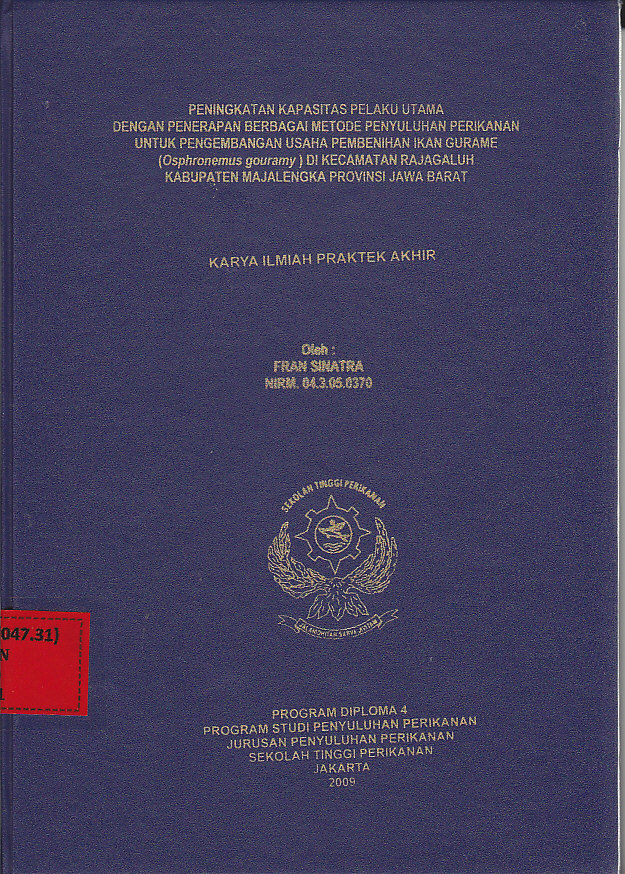 PENINGKATAN KAPASITAS PELAKU UTAMA
DENGAN PENERAPAN BERBAGAI METODE PENYULUHAN PERIKANAN
UNTUK PENGEMBANGAN USAHA PEMBENIHAN IKAN GURAME
(Osphronemus gouramy ) DI KECAMATAN RAJAGALUH
KABUPATEN MAJALENGKA PROVINSI JAWA BARAT
KARYA ILMIAH PRAKTEK AKHIR
Oleh :
FRAN SINATRA
NIRM. 04.3.05.0370
SEKOLAH TINGGI PERIKANAN
047.31)
N
1
PROGRAM DIPLOMA 4
PROGRAM STUDI PENYULUHAN PERIKANAN
JURUSAN PENYULUHAN PERIKANAN
SEKOLAH TINGGI PERIKANAN
JAKARTA
2009